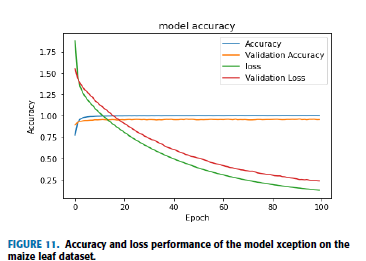 model accuracy
Accuracy
Validation Accuracy
loss
Validation Loss
1.75
1.50
1.25
1.00
0.75
0.50
0.25
Accuracy
0 20 40 60 80 100
Epoch
FIGURE 11. Accuracy and loss performance of the model xception on the
maize leaf dataset.